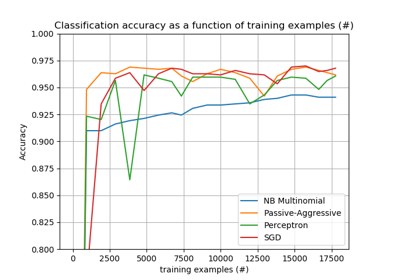 Classification accuracy as a function of training examples (#)
1.000
0.975
0.950
0.925
0.900
0.875
0.850
0.825
0.800
Accuracy
NB Multinomial
Passive-Aggressive
Perceptron
SGD
0 2500 5000 7500 10000 12500 15000 17500
training examples (#)